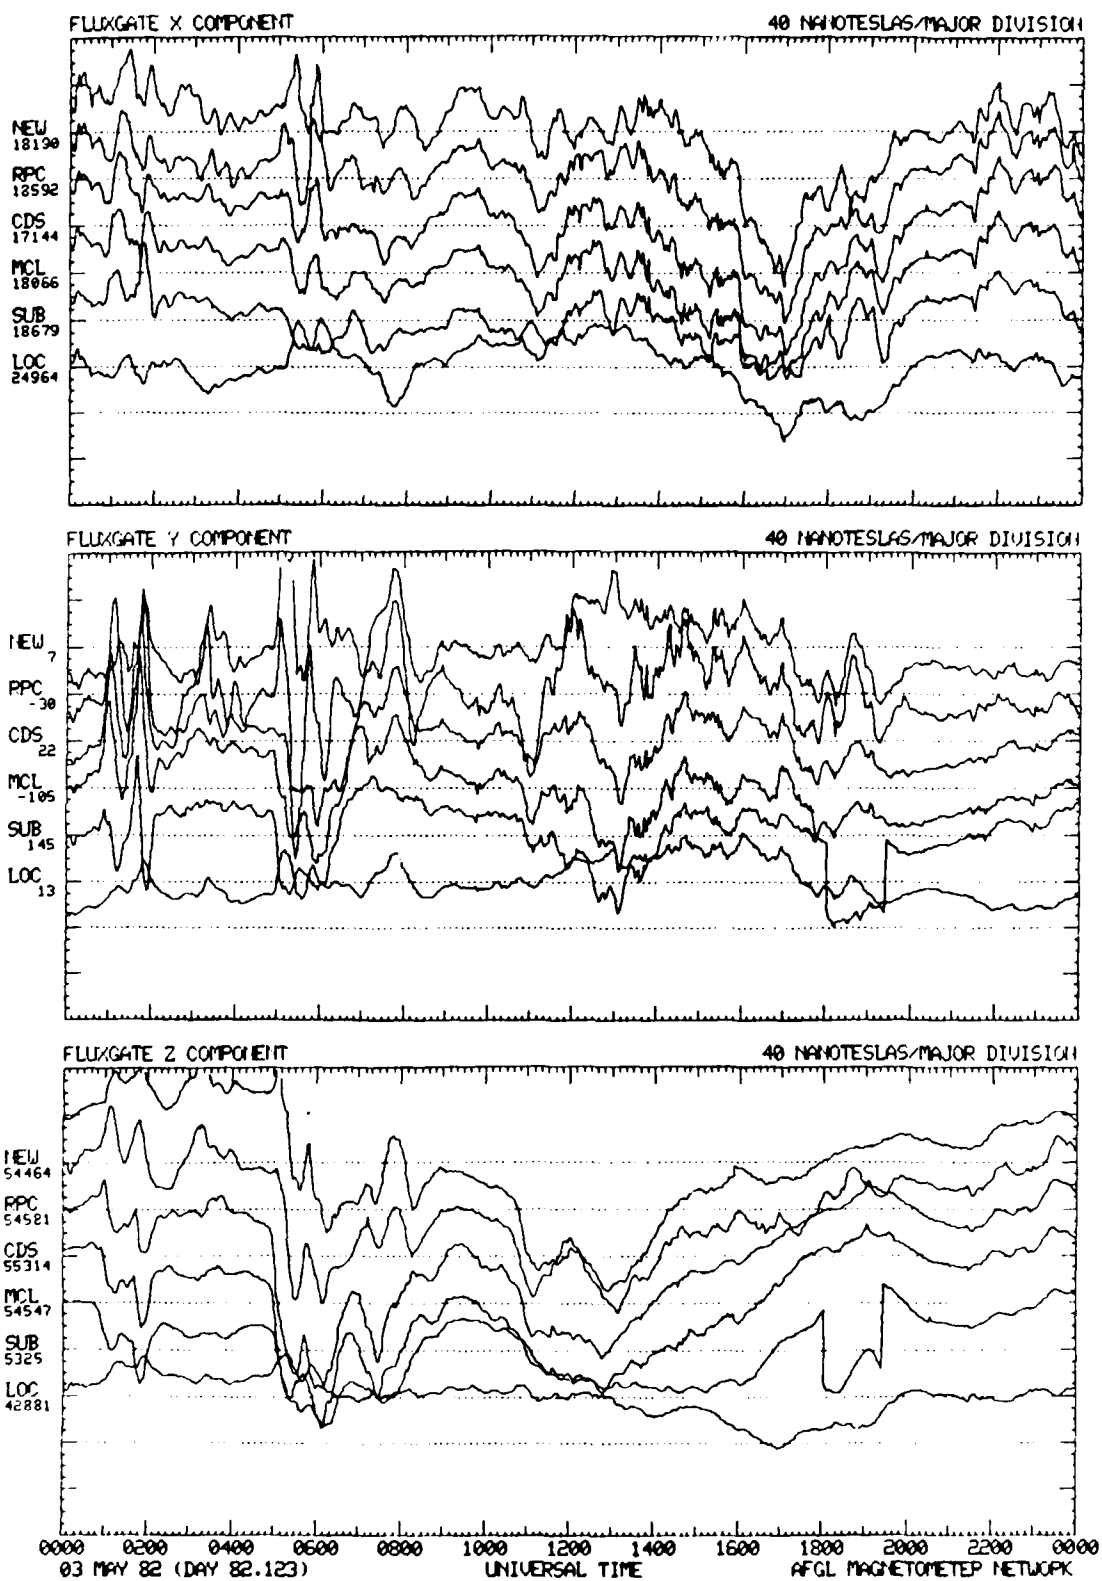 FLUXGATE X COMPONENT 40 NANOTESLAS/MAJOR DIVISION
NEW
18190
RPC
18592
CDS
17144
MCL
18066
SUB
18679
LOC
24964
FLUXGATE Y COMPONENT 40 NANOTESLAS/MAJOR DIVISION
NEW
7
RPC
-30
CDS
22
MCL
-105
SUB
145
LOC
13
FLUXGATE Z COMPONENT 40 NANOTESLAS/MAJOR DIVISION
NEW
54464
RPC
54581
CDS
55314
MCL
54547
SUB
5325
LOC
42881
0000 0200 0400 0600 0800 1000 1200 1400 1600 1800 2000 2200 0000
03 MAY 82 (DAY 82.123) UNIVERSAL TIME AFGL MAGNETOMETER NETWORK